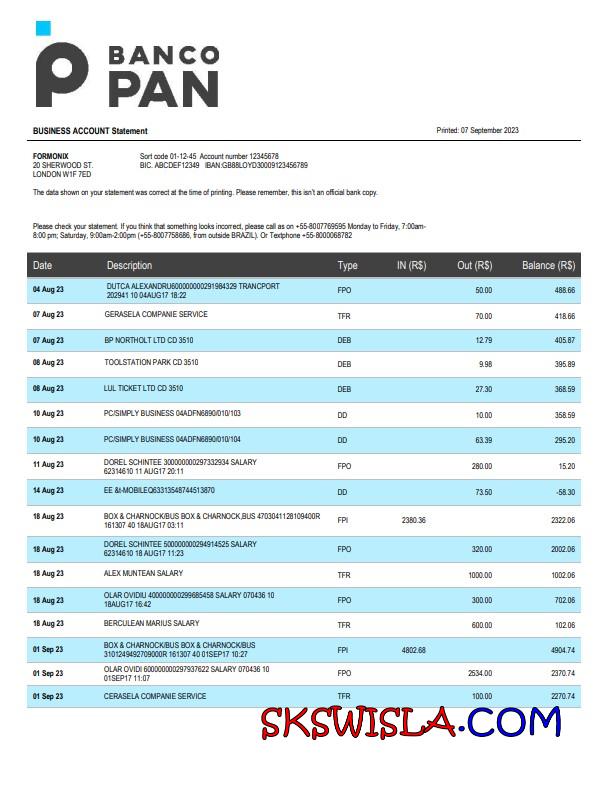 BANCO
PAN
BUSINESS ACCOUNT Statement Printed: 07 September 2023
FORMONIX Sort code 01-12-45 Account number 12345678
20 SHERWOOD ST. BIC. ABCDEF12349 IBAN:GB88LOYD30009123456789
LONDON W1F 7ED
The data shown on your statement was correct at the time of printing. Please remember, this isn't an official bank copy.
Please check your statement. If you think that something looks incorrect, please call as on +55-8007769595 Monday to Friday, 7:00am-
8:00 pm; Saturday, 9:00am-2:00pm (+55-8007758686, from outside BRAZIL). Or Textphone +55-8000068782
Date Description Type IN (R$) Out (R$) Balance (R$)
04 Aug 23 DUTCA ALEXANDRU600000000291984329 TRANCPORT FPO 50.00 488.66
202941 10 04AUG17 18:22
07 Aug 23 GERASELA COMPANIE SERVICE TFR 70.00 418.66
07 Aug 23 BP NORTHOLT LTD CD 3510 DEB 12.79 405.87
08 Aug 23 TOOLSTATION PARK CD 3510 DEB 9.98 395.89
08 Aug 23 LUL TICKET LTD CD 3510 DEB 27.30 368.59
10 Aug 23 PC/SIMPLY BUSINESS 04ADFN6890/010/103 DD 10.00 358.59
10 Aug 23 PC/SIMPLY BUSINESS 04ADFN6890/010/104 DD 63.39 295.20
11 Aug 23 DOREL SCHINTEE 300000000297332934 SALARY FPO 280.00 15.20
62314610 11 AUG17 20:11
14 Aug 23 EE &t-MOBILEQ63313548744513870 DD 73.50 -58.30
18 Aug 23 BOX & CHARNOCK/BUS BOX & CHARNOCK,BUS 4703041128109400R FPI 2380.36 2322.06
161307 40 18AUG17 03:11
18 Aug 23 DOREL SCHINTEE 500000000294914525 SALARY FPO 320.00 2002.06
62314610 18 AUG17 11:23
18 Aug 23 ALEX MUNTEAN SALARY TFR 1000.00 1002.06
18 Aug 23 OLAR OVIDIU 400000000299685458 SALARY 070436 10 FPO 300.00 702.06
18AUG17 16:42
18 Aug 23 BERCULEAN MARIUS SALARY TFR 600.00 102.06
01 Sep 23 BOX & CHARNOCK/BUS BOX & CHARNOCK/BUS FPI 4802.68 4904.74
3101249492709000R 161307 40 01SEP17 10:27
01 Sep 23 OLAR OVIDI 600000000297937622 SALARY 070436 10 FPO 2534.00 2370.74
01SEP17 11:07
01 Sep 23 CERASELA COMPANIE SERVICE TFR 100.00 2270.74
SKSWISLA.COM